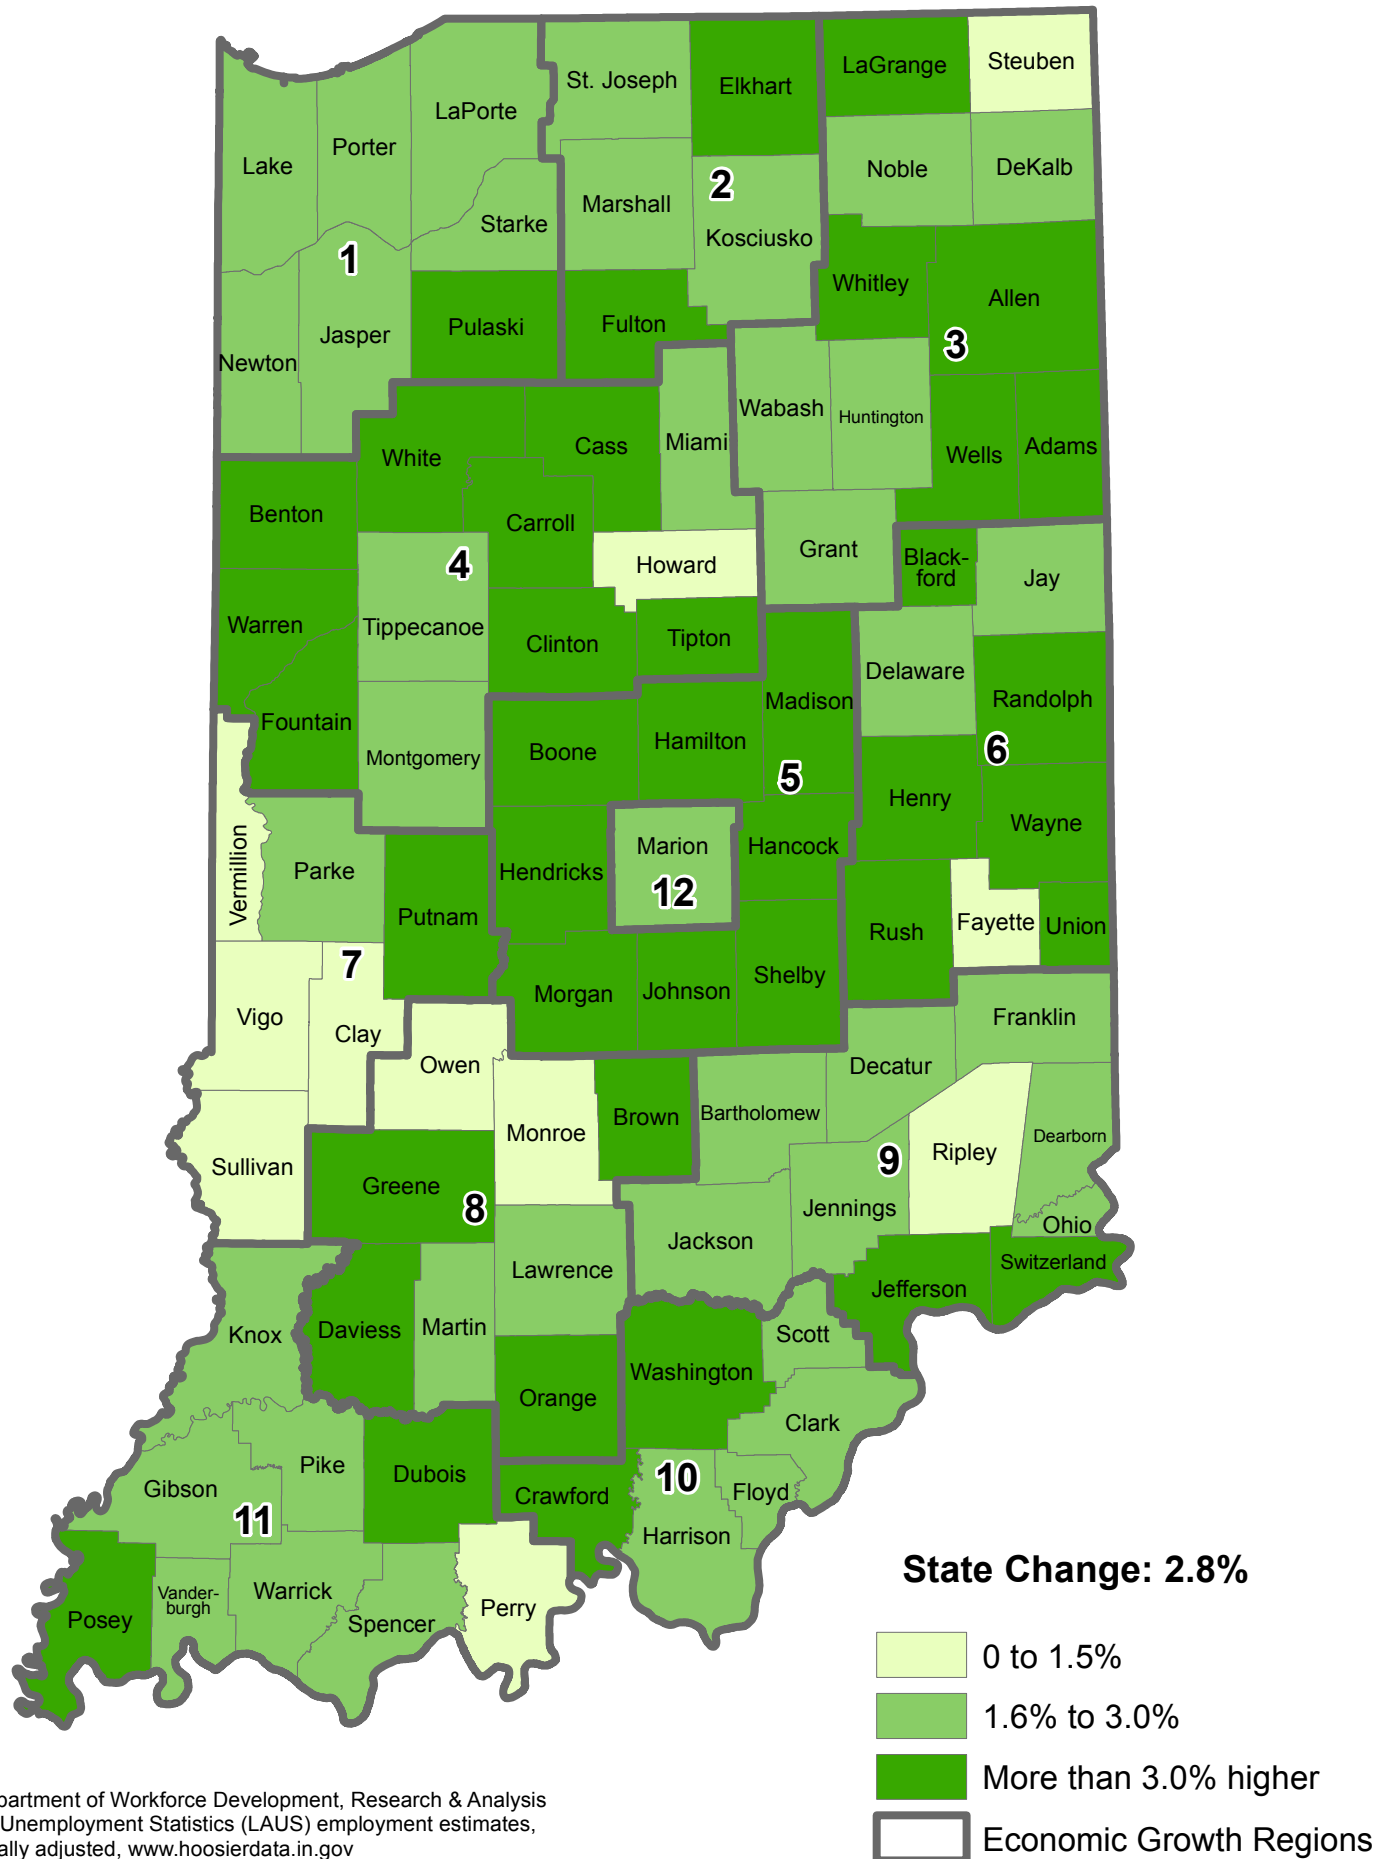 LaGrange
Steuben
St. Joseph
Elkhart
LaPorte
Porter
Lake
Noble
DeKalb
2
Marshall
Starke
Kosciusko
1
Whitley
Allen
Jasper
Pulaski
Fulton
3
Newton
Wabash
Huntington
White
Cass
Miami
Wells
Adams
Benton
Carroll
4
Howard
Grant
Black-
ford
Jay
Warren
Tippecanoe
Clinton
Tipton
Delaware
Randolph
Madison
Fountain
Montgomery
Boone
Hamilton
5
6
Henry
Wayne
Vermillion
Parke
Hendricks
Marion
12
Hancock
Putnam
Rush
Fayette
Union
7
Morgan
Johnson
Shelby
Vigo
Clay
Franklin
Owen
Decatur
Brown
Bartholomew
Monroe
Dearborn
Ripley
9
Sullivan
Greene
8
Jennings
Ohio
Jackson
Lawrence
Switzerland
Jefferson
Knox
Daviess
Martin
Scott
Washington
Orange
Clark
Pike
Dubois
10
Gibson
Crawford
Floyd
11
Harrison
Warrick
Vander-
burgh
Posey
Spencer
Perry
State Change: 2.8%
0 to 1.5%
1.6% to 3.0%
More than 3.0% higher
Economic Growth Regions
partment of Workforce Development, Research & Analysis
Unemployment Statistics (LAUS) employment estimates,
ally adjusted, www.hoosierdata.in.gov